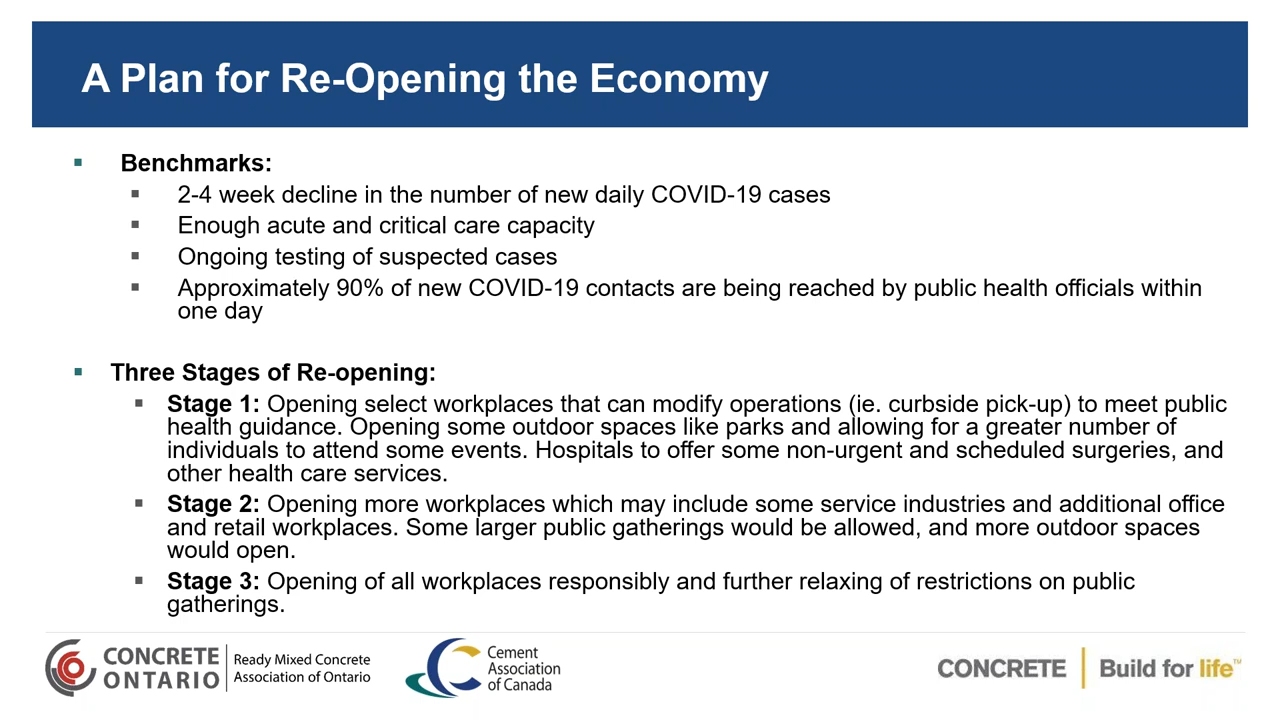 A Plan for Re-Opening the Economy
Benchmarks:
2-4 week decline in the number of new daily COVID-19 cases
Enough acute and critical care capacity
Ongoing testing of suspected cases
Approximately 90% of new COVID-19 contacts are being reached by public health officials within
one day
Three Stages of Re-opening:
Stage 1: Opening select workplaces that can modify operations (ie. curbside pick-up) to meet public
health guidance. Opening some outdoor spaces like parks and allowing for a greater number of
individuals to attend some events. Hospitals to offer some non-urgent and scheduled surgeries, and
other health care services.
Stage 2: Opening more workplaces which may include some service industries and additional office
and retail workplaces. Some larger public gatherings would be allowed, and more outdoor spaces
would open.
Stage 3: Opening of all workplaces responsibly and further relaxing of restrictions on public
gatherings.
CONCRETE
ONTARIO
Ready Mixed Concrete
Association of Ontario
Cement
Association
of Canada
CONCRETE
Build for life™